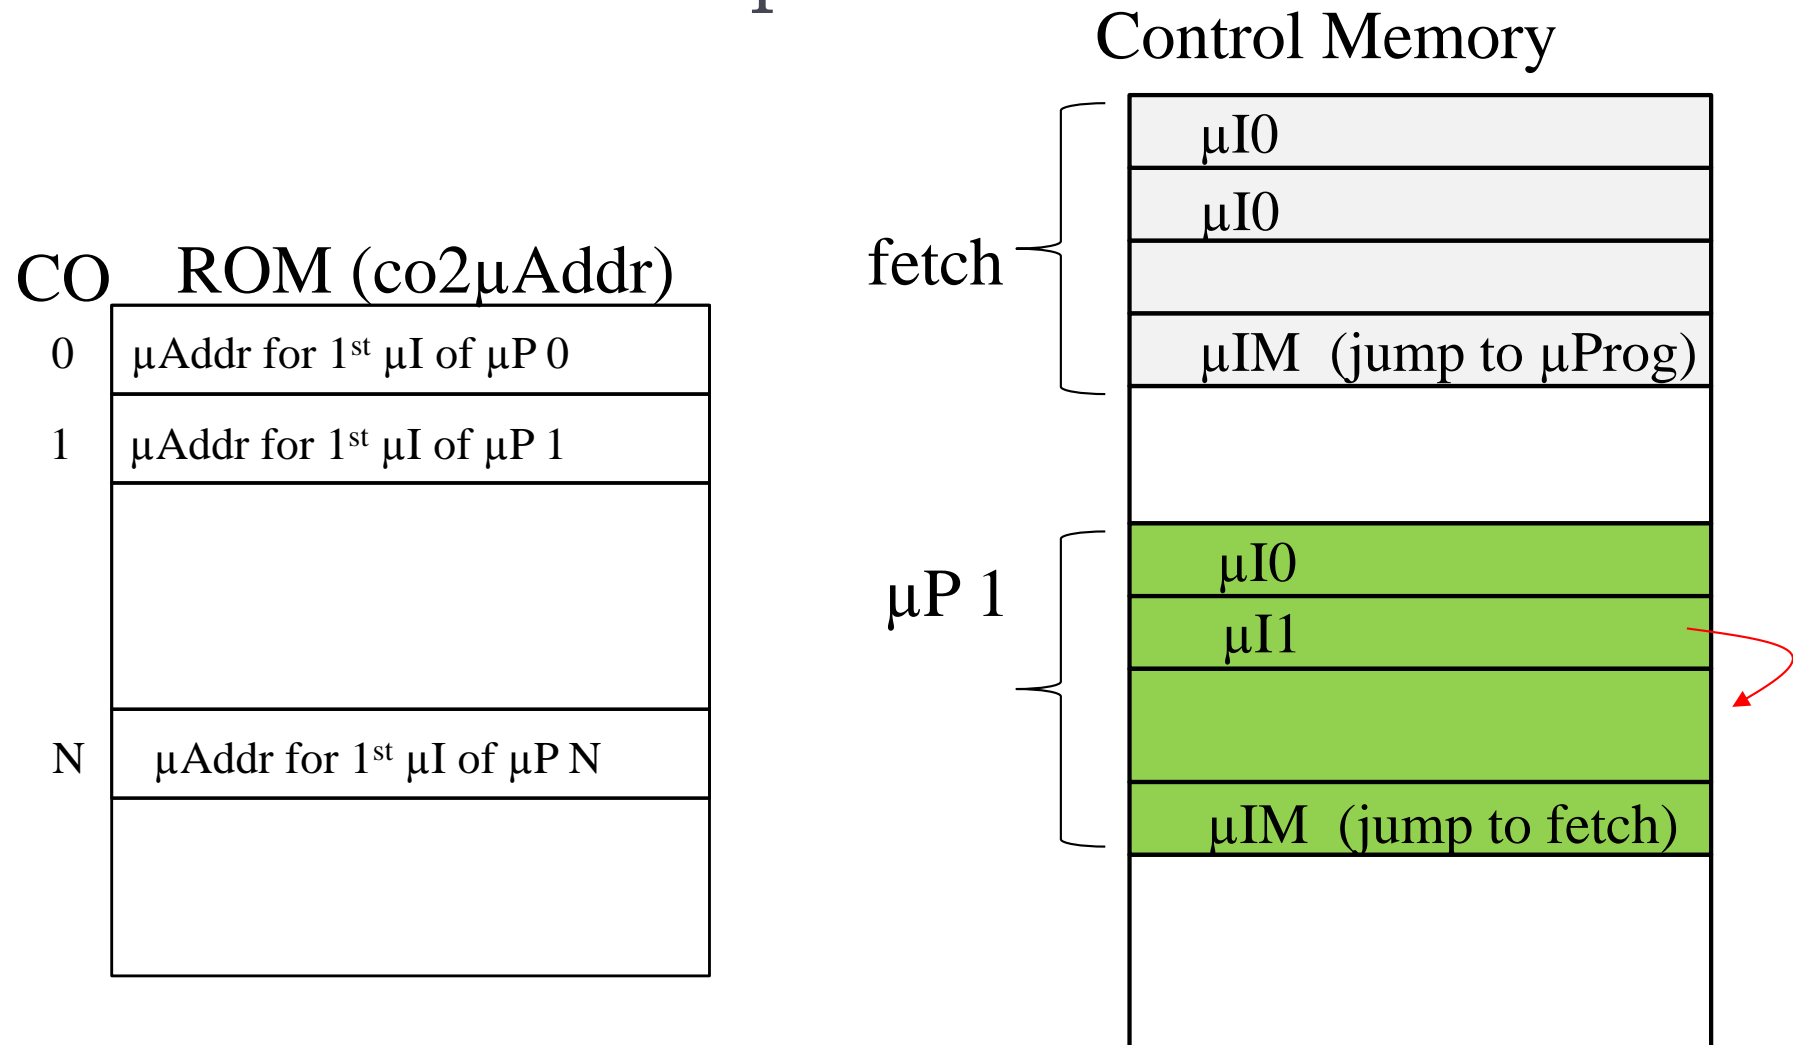 Control Memory
CO ROM (co2µAddr)
0 µAddr for 1st µI of µP 0
1 µAddr for 1st µI of µP 1
N µAddr for 1st µI of µP N
fetch
µI0
µI0
µIM (jump to µProg)
µP 1
µI0
µI1
µIM (jump to fetch)